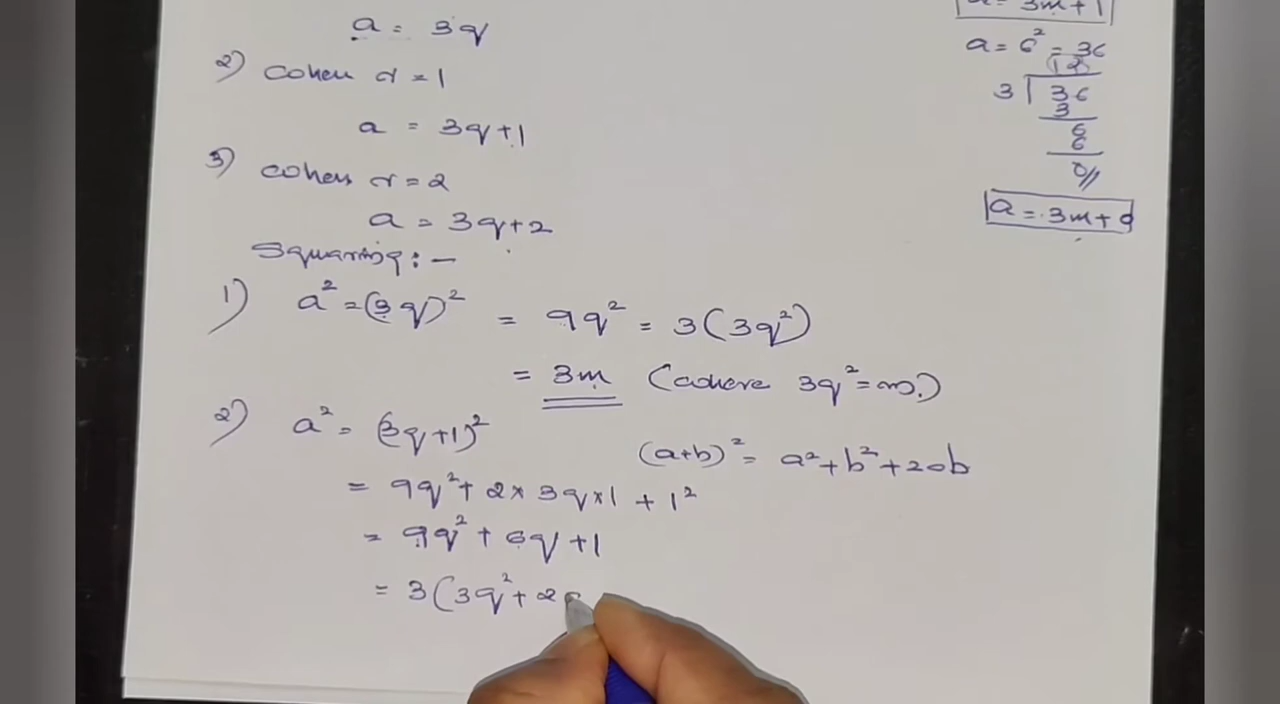 a = 3q
2) when r = 1
a = 3q+1
3) when r = 2
a = 3q+2
Squaring : –
1) a² = (3q)² = 9q² = 3(3q²)
= 3m (where 3q² = m.)
2) a² = (3q+1)²
(a+b)² = a²+b²+2ab
= 9q² + 2 × 3q × 1 + 1²
= 9q² + 6q + 1
= 3(3q² + 2
a = 3m + 1
a = 6² = 36
12
3 | 36
3
6
6
0//
a = 3m + 0